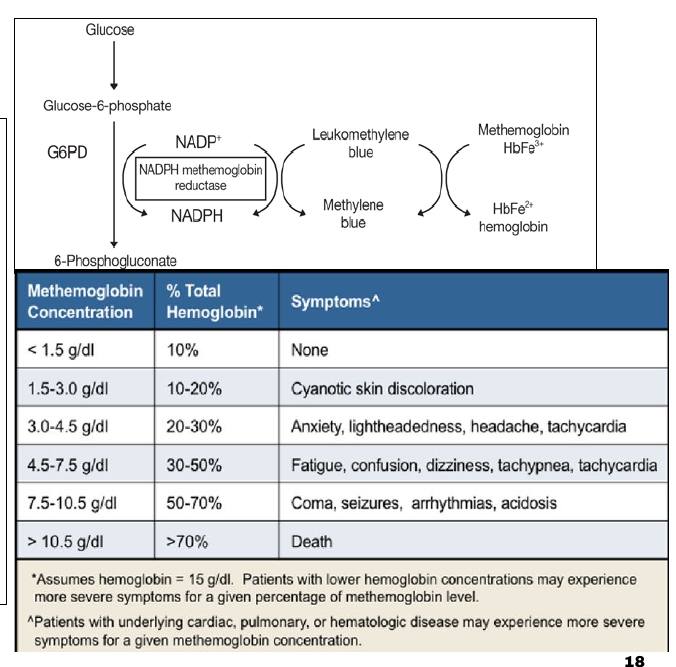 Glucose
Glucose-6-phosphate
G6PD
NADP⁺
NADPH methemoglobin
reductase
NADPH
Leukomethylene
blue
Methylene
blue
Methemoglobin
HbFe³⁺
HbFe²⁺
hemoglobin
6-Phosphogluconate
Methemoglobin Concentration | % Total Hemoglobin* | Symptoms^
< 1.5 g/dl | 10% | None
1.5-3.0 g/dl | 10-20% | Cyanotic skin discoloration
3.0-4.5 g/dl | 20-30% | Anxiety, lightheadedness, headache, tachycardia
4.5-7.5 g/dl | 30-50% | Fatigue, confusion, dizziness, tachypnea, tachycardia
7.5-10.5 g/dl | 50-70% | Coma, seizures, arrhythmias, acidosis
> 10.5 g/dl | >70% | Death
*Assumes hemoglobin = 15 g/dl. Patients with lower hemoglobin concentrations may experience
more severe symptoms for a given percentage of methemoglobin level.
^Patients with underlying cardiac, pulmonary, or hematologic disease may experience more severe
symptoms for a given methemoglobin concentration.
18